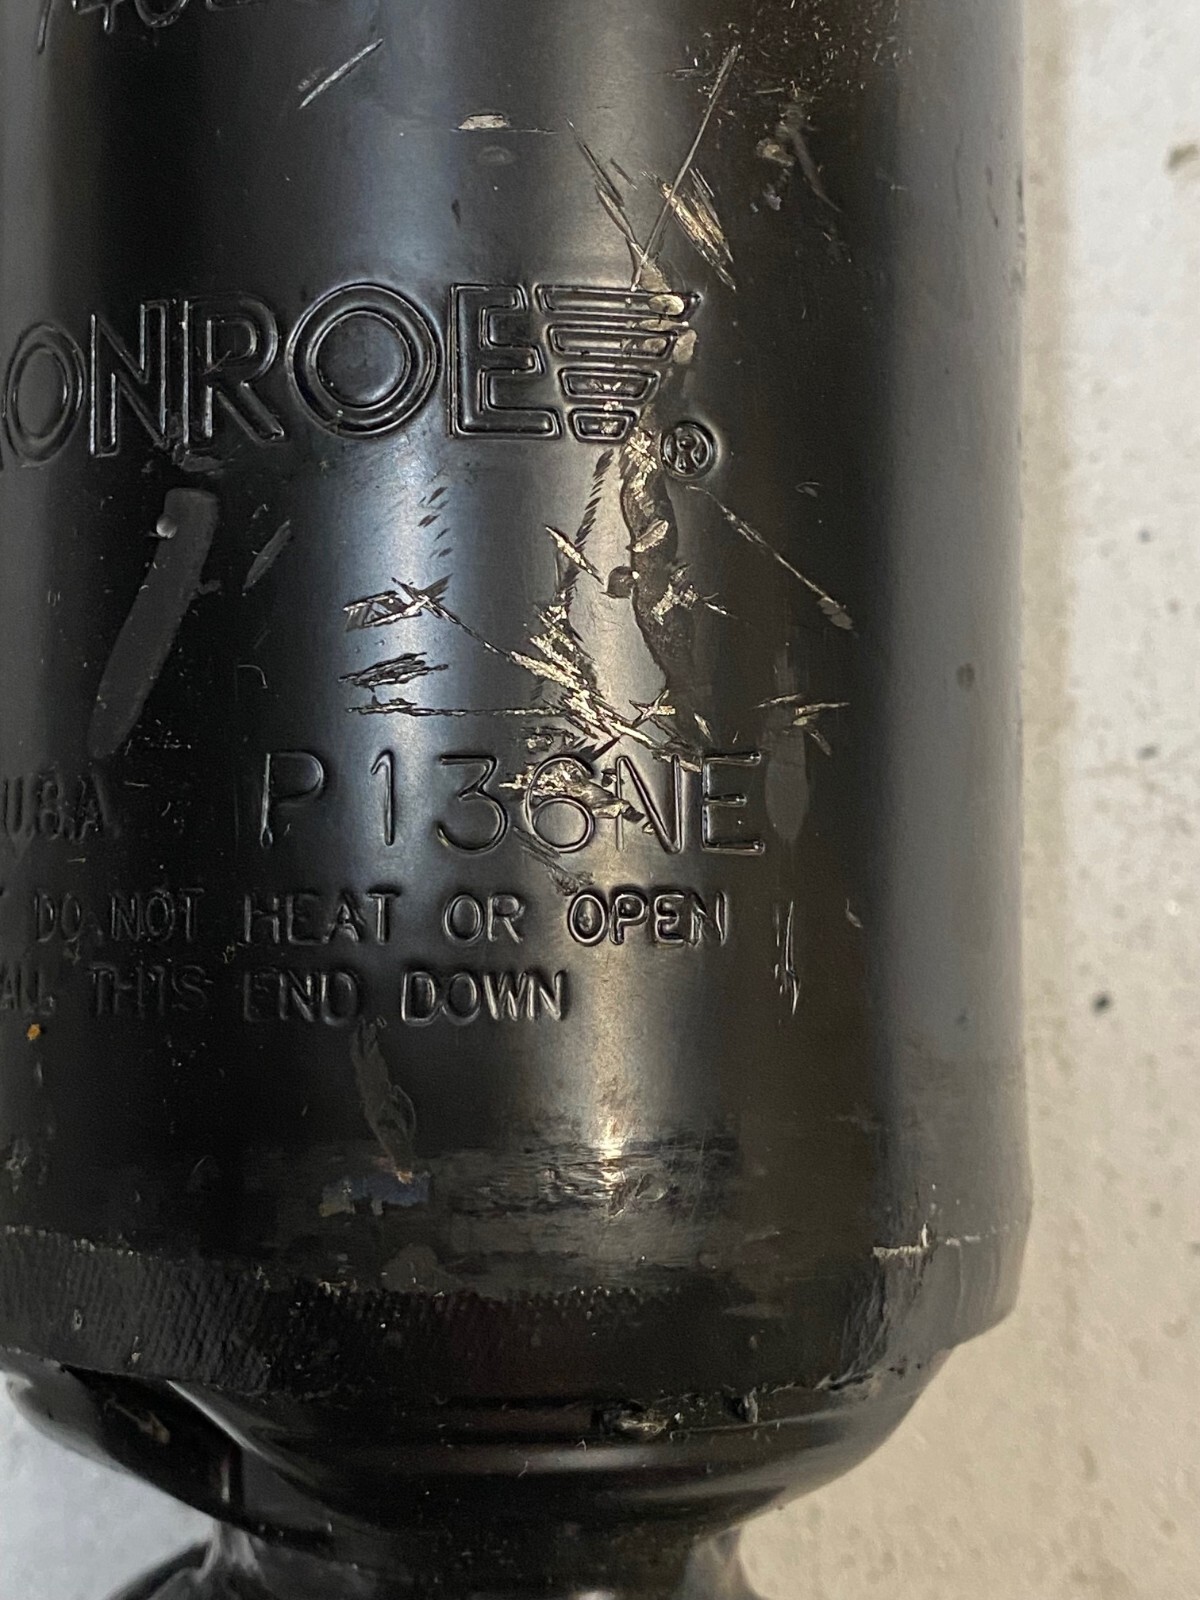 ONROE ®
P136NE
DO NOT HEAT OR OPEN
THIS END DOWN